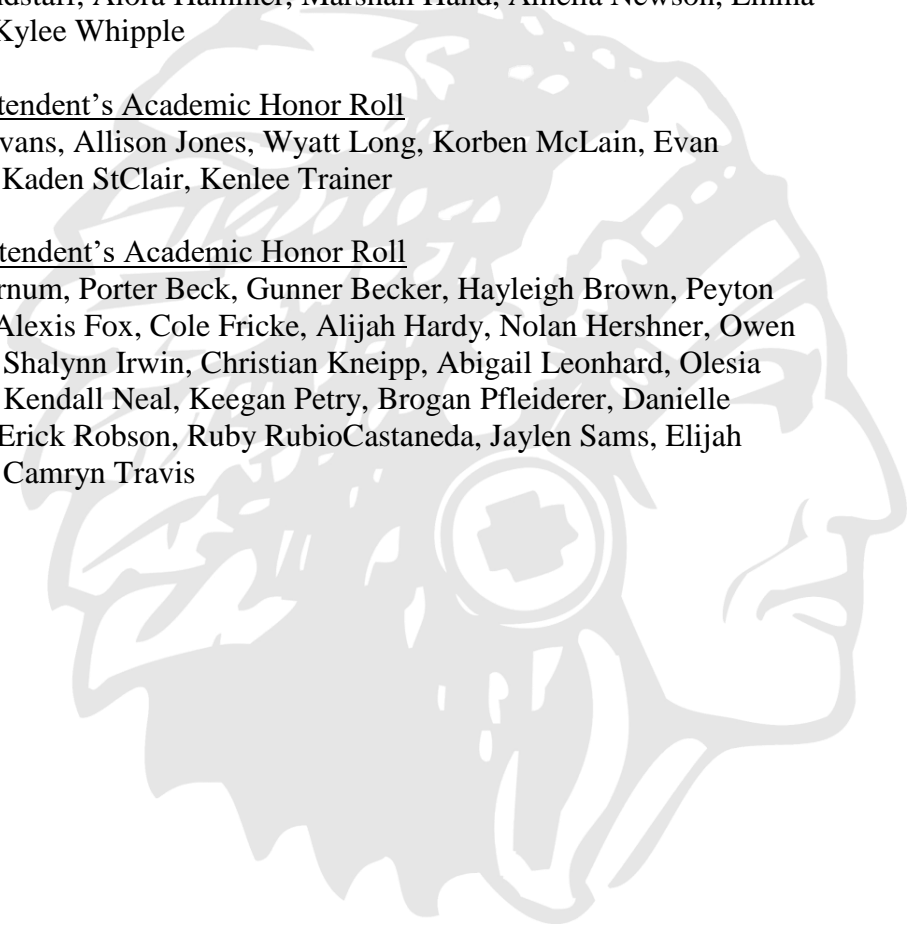 Alora Hammer, Marshall Hand, Amelia Newson, Emma
Kylee Whipple
tendent's Academic Honor Roll
vans, Allison Jones, Wyatt Long, Korben McLain, Evan
Kaden StClair, Kenlee Trainer
tendent's Academic Honor Roll
rnum, Porter Beck, Gunner Becker, Hayleigh Brown, Peyton
Alexis Fox, Cole Fricke, Alijah Hardy, Nolan Hershner, Owen
Shalynn Irwin, Christian Kneipp, Abigail Leonhard, Olesia
Kendall Neal, Keegan Petry, Brogan Pfleiderer, Danielle
Erick Robson, Ruby RubioCastaneda, Jaylen Sams, Elijah
Camryn Travis